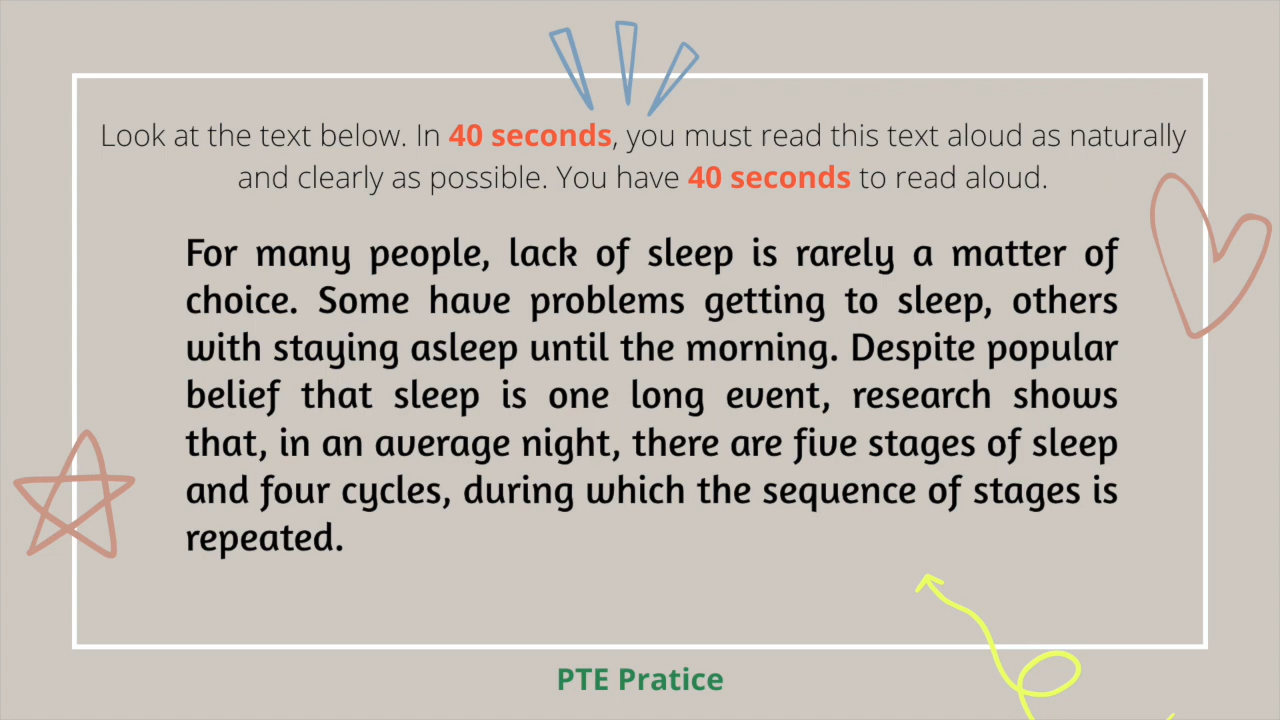 Look at the text below. In 40 seconds, you must read this text aloud as naturally
and clearly as possible. You have 40 seconds to read aloud.
For many people, lack of sleep is rarely a matter of
choice. Some have problems getting to sleep, others
with staying asleep until the morning. Despite popular
belief that sleep is one long event, research shows
that, in an average night, there are five stages of sleep
and four cycles, during which the sequence of stages is
repeated.
PTE Pratice